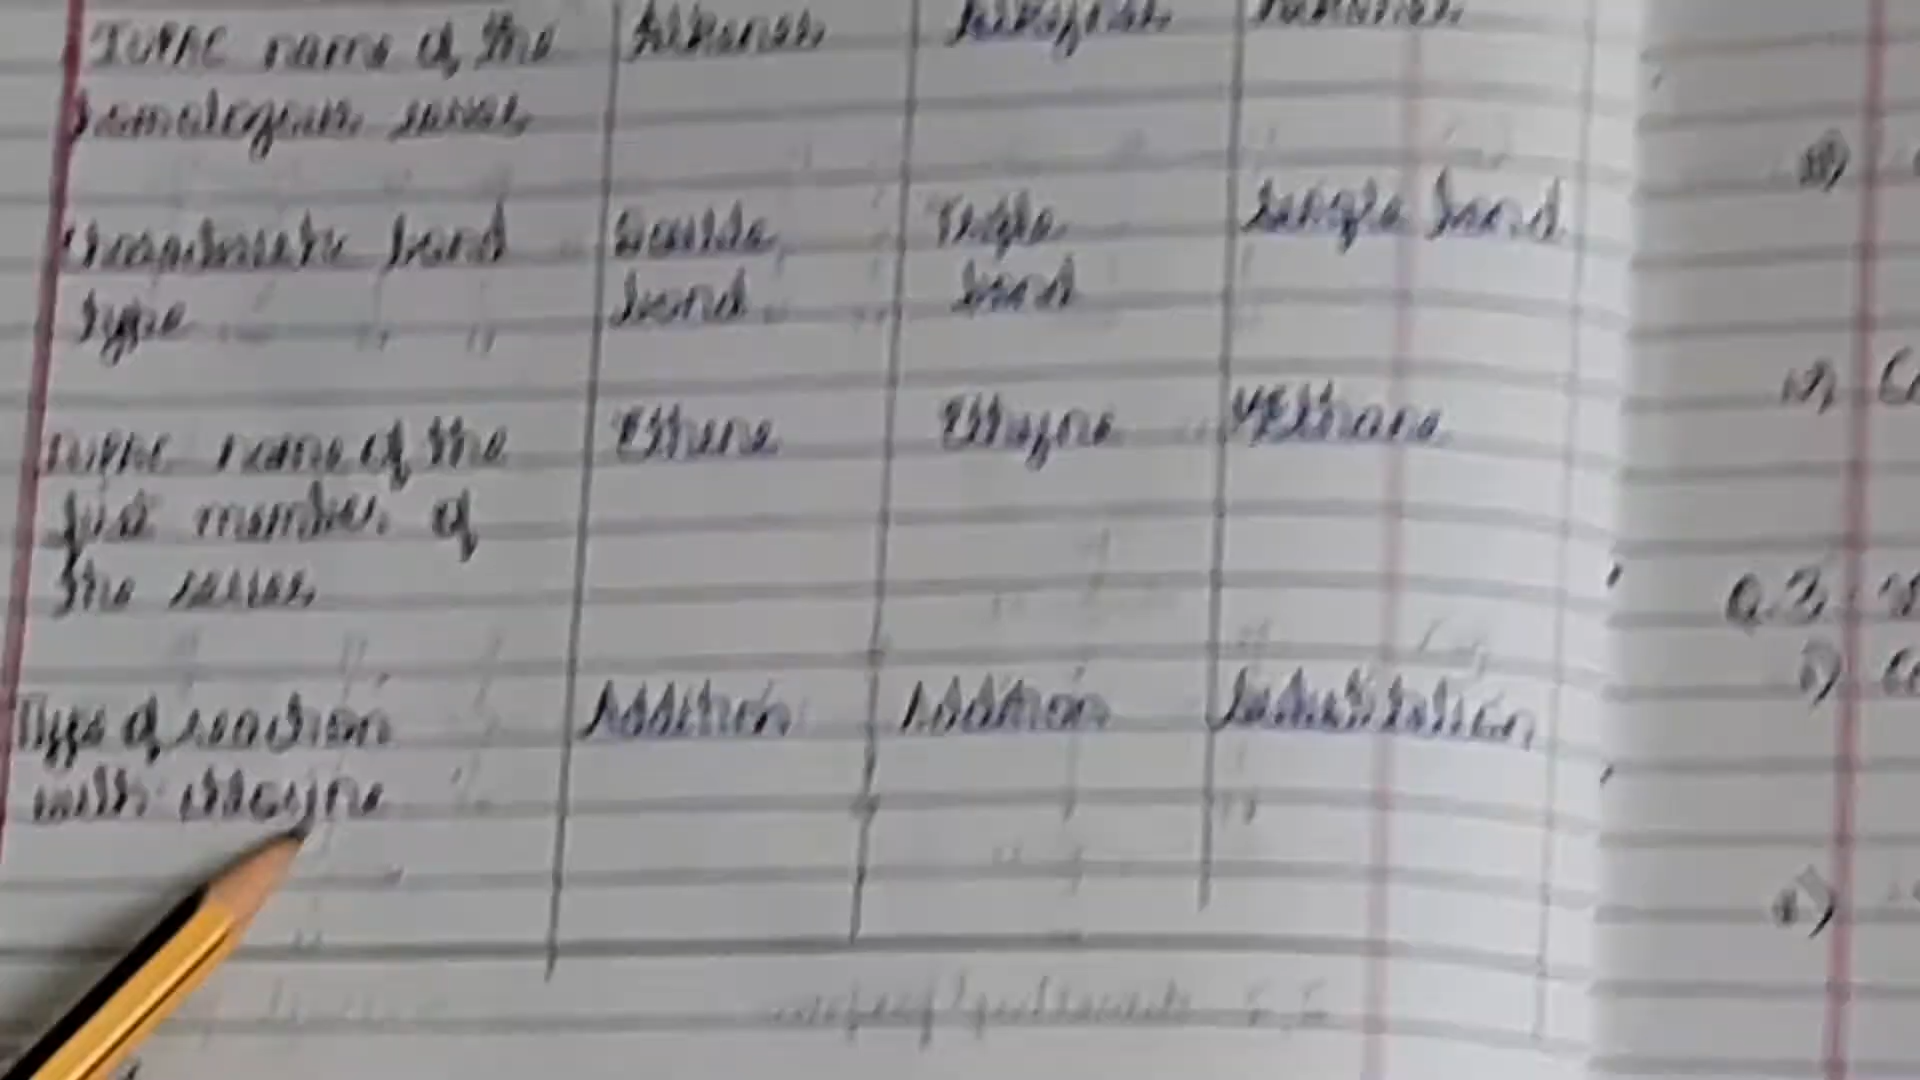 IUPAC name of the Alkenes Alkynes Alkanes
homologous series
Characteristic bond Double Triple Single bond
type bond bond
IUPAC name of the Ethene Ethyne Methane
first member of
the series
Type of reaction Addition Addition Substitution
with
Q.2.
i)